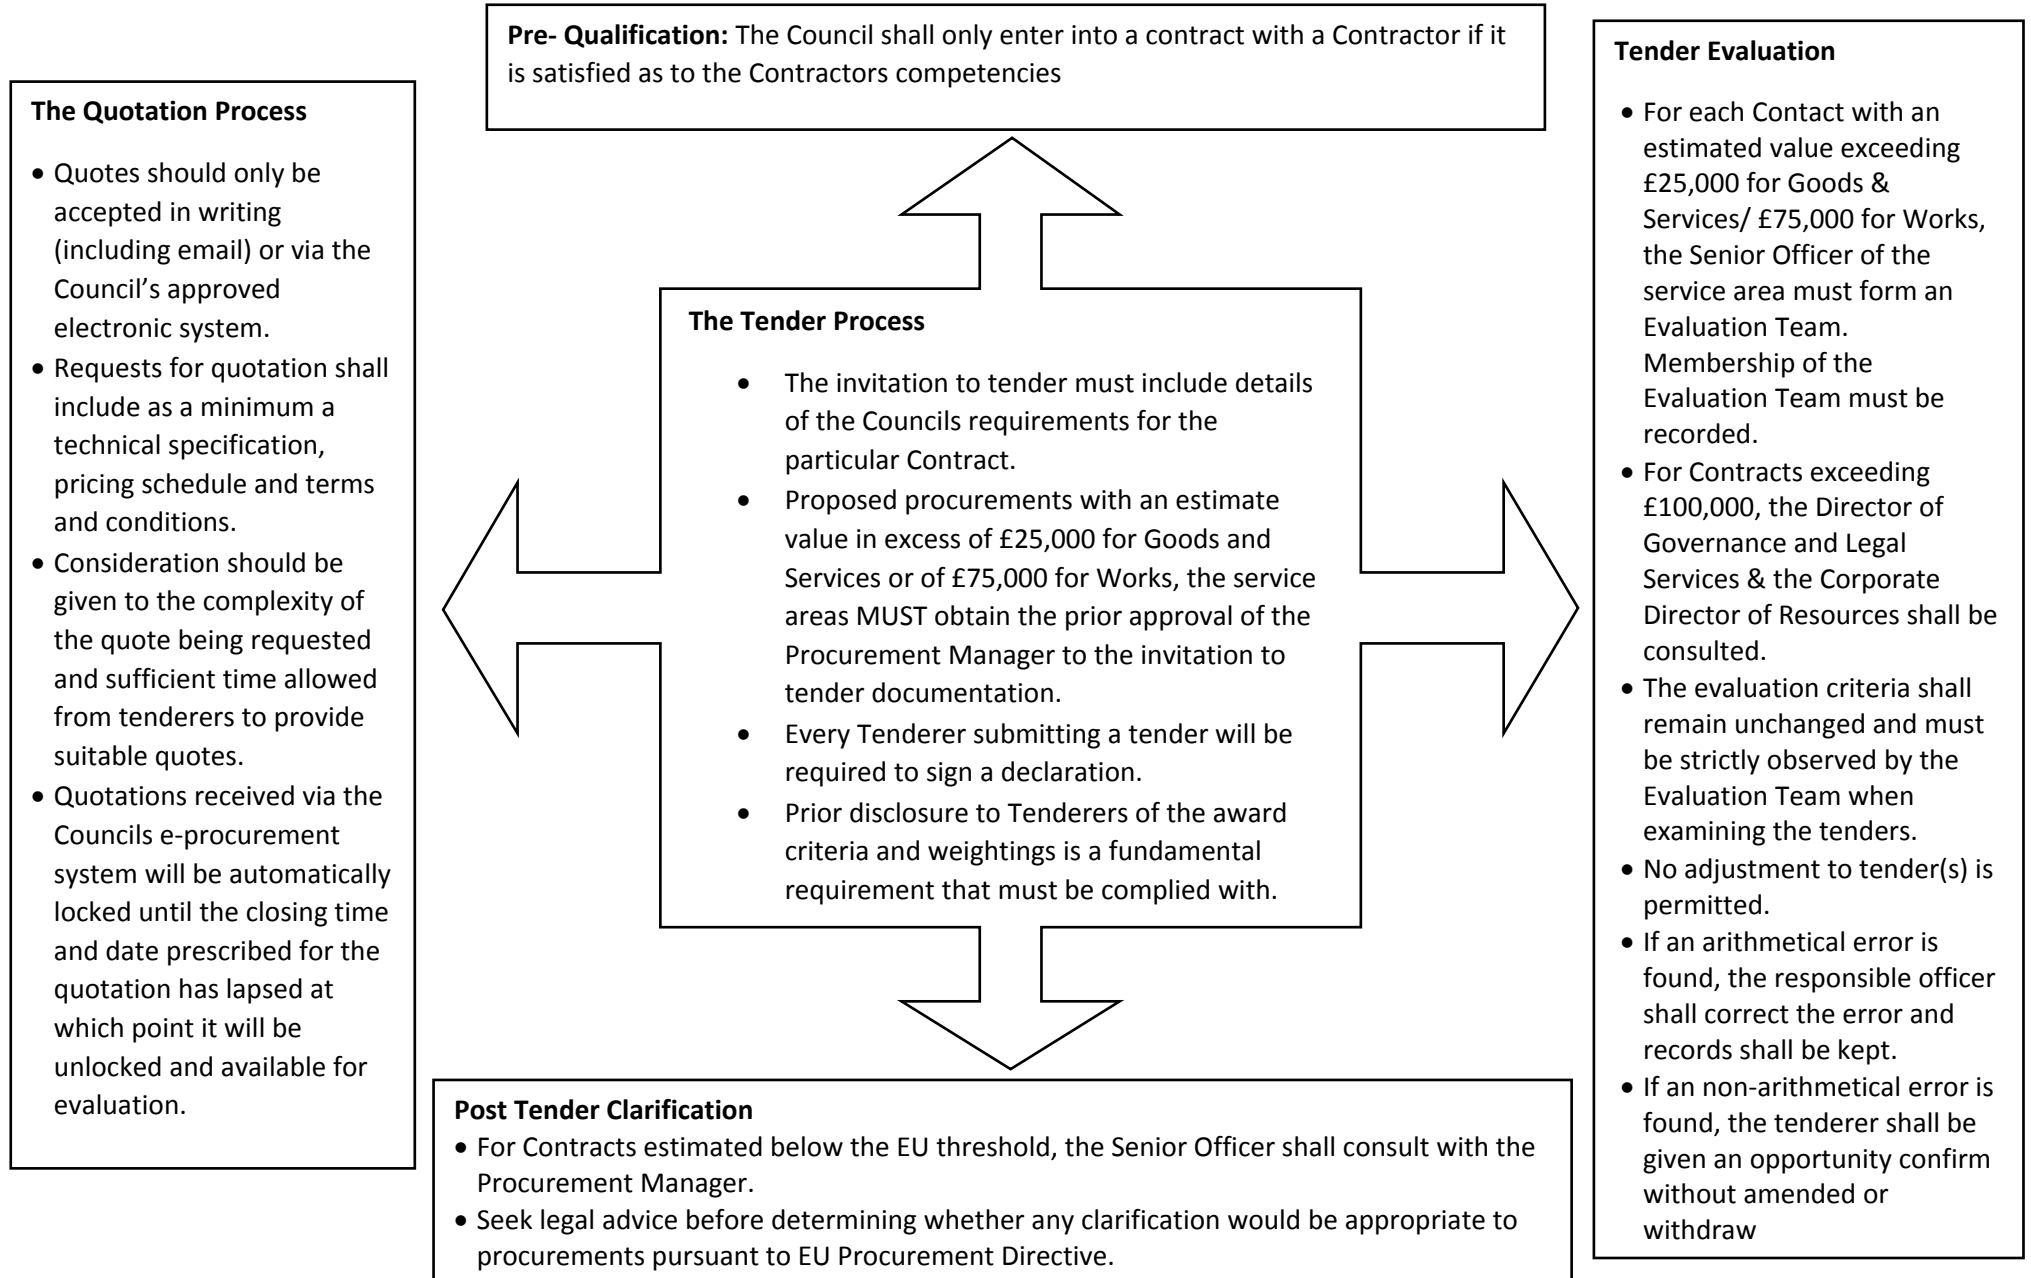 Pre- Qualification: The Council shall only enter into a contract with a Contractor if it
is satisfied as to the Contractors competencies
The Quotation Process
• Quotes should only be
accepted in writing
(including email) or via the
Council’s approved
electronic system.
• Requests for quotation shall
include as a minimum a
technical specification,
pricing schedule and terms
and conditions.
• Consideration should be
given to the complexity of
the quote being requested
and sufficient time allowed
from tenderers to provide
suitable quotes.
• Quotations received via the
Councils e-procurement
system will be automatically
locked until the closing time
and date prescribed for the
quotation has lapsed at
which point it will be
unlocked and available for
evaluation.
The Tender Process
• The invitation to tender must include details
of the Councils requirements for the
particular Contract.
• Proposed procurements with an estimate
value in excess of £25,000 for Goods and
Services or of £75,000 for Works, the service
areas MUST obtain the prior approval of the
Procurement Manager to the invitation to
tender documentation.
• Every Tenderer submitting a tender will be
required to sign a declaration.
• Prior disclosure to Tenderers of the award
criteria and weightings is a fundamental
requirement that must be complied with.
Tender Evaluation
• For each Contact with an
estimated value exceeding
£25,000 for Goods &
Services/ £75,000 for Works,
the Senior Officer of the
service area must form an
Evaluation Team.
Membership of the
Evaluation Team must be
recorded.
• For Contracts exceeding
£100,000, the Director of
Governance and Legal
Services & the Corporate
Director of Resources shall be
consulted.
• The evaluation criteria shall
remain unchanged and must
be strictly observed by the
Evaluation Team when
examining the tenders.
• No adjustment to tender(s) is
permitted.
• If an arithmetical error is
found, the responsible officer
shall correct the error and
records shall be kept.
• If an non-arithmetical error is
found, the tenderer shall be
given an opportunity confirm
without amended or
withdraw
Post Tender Clarification
• For Contracts estimated below the EU threshold, the Senior Officer shall consult with the
Procurement Manager.
• Seek legal advice before determining whether any clarification would be appropriate to
procurements pursuant to EU Procurement Directive.